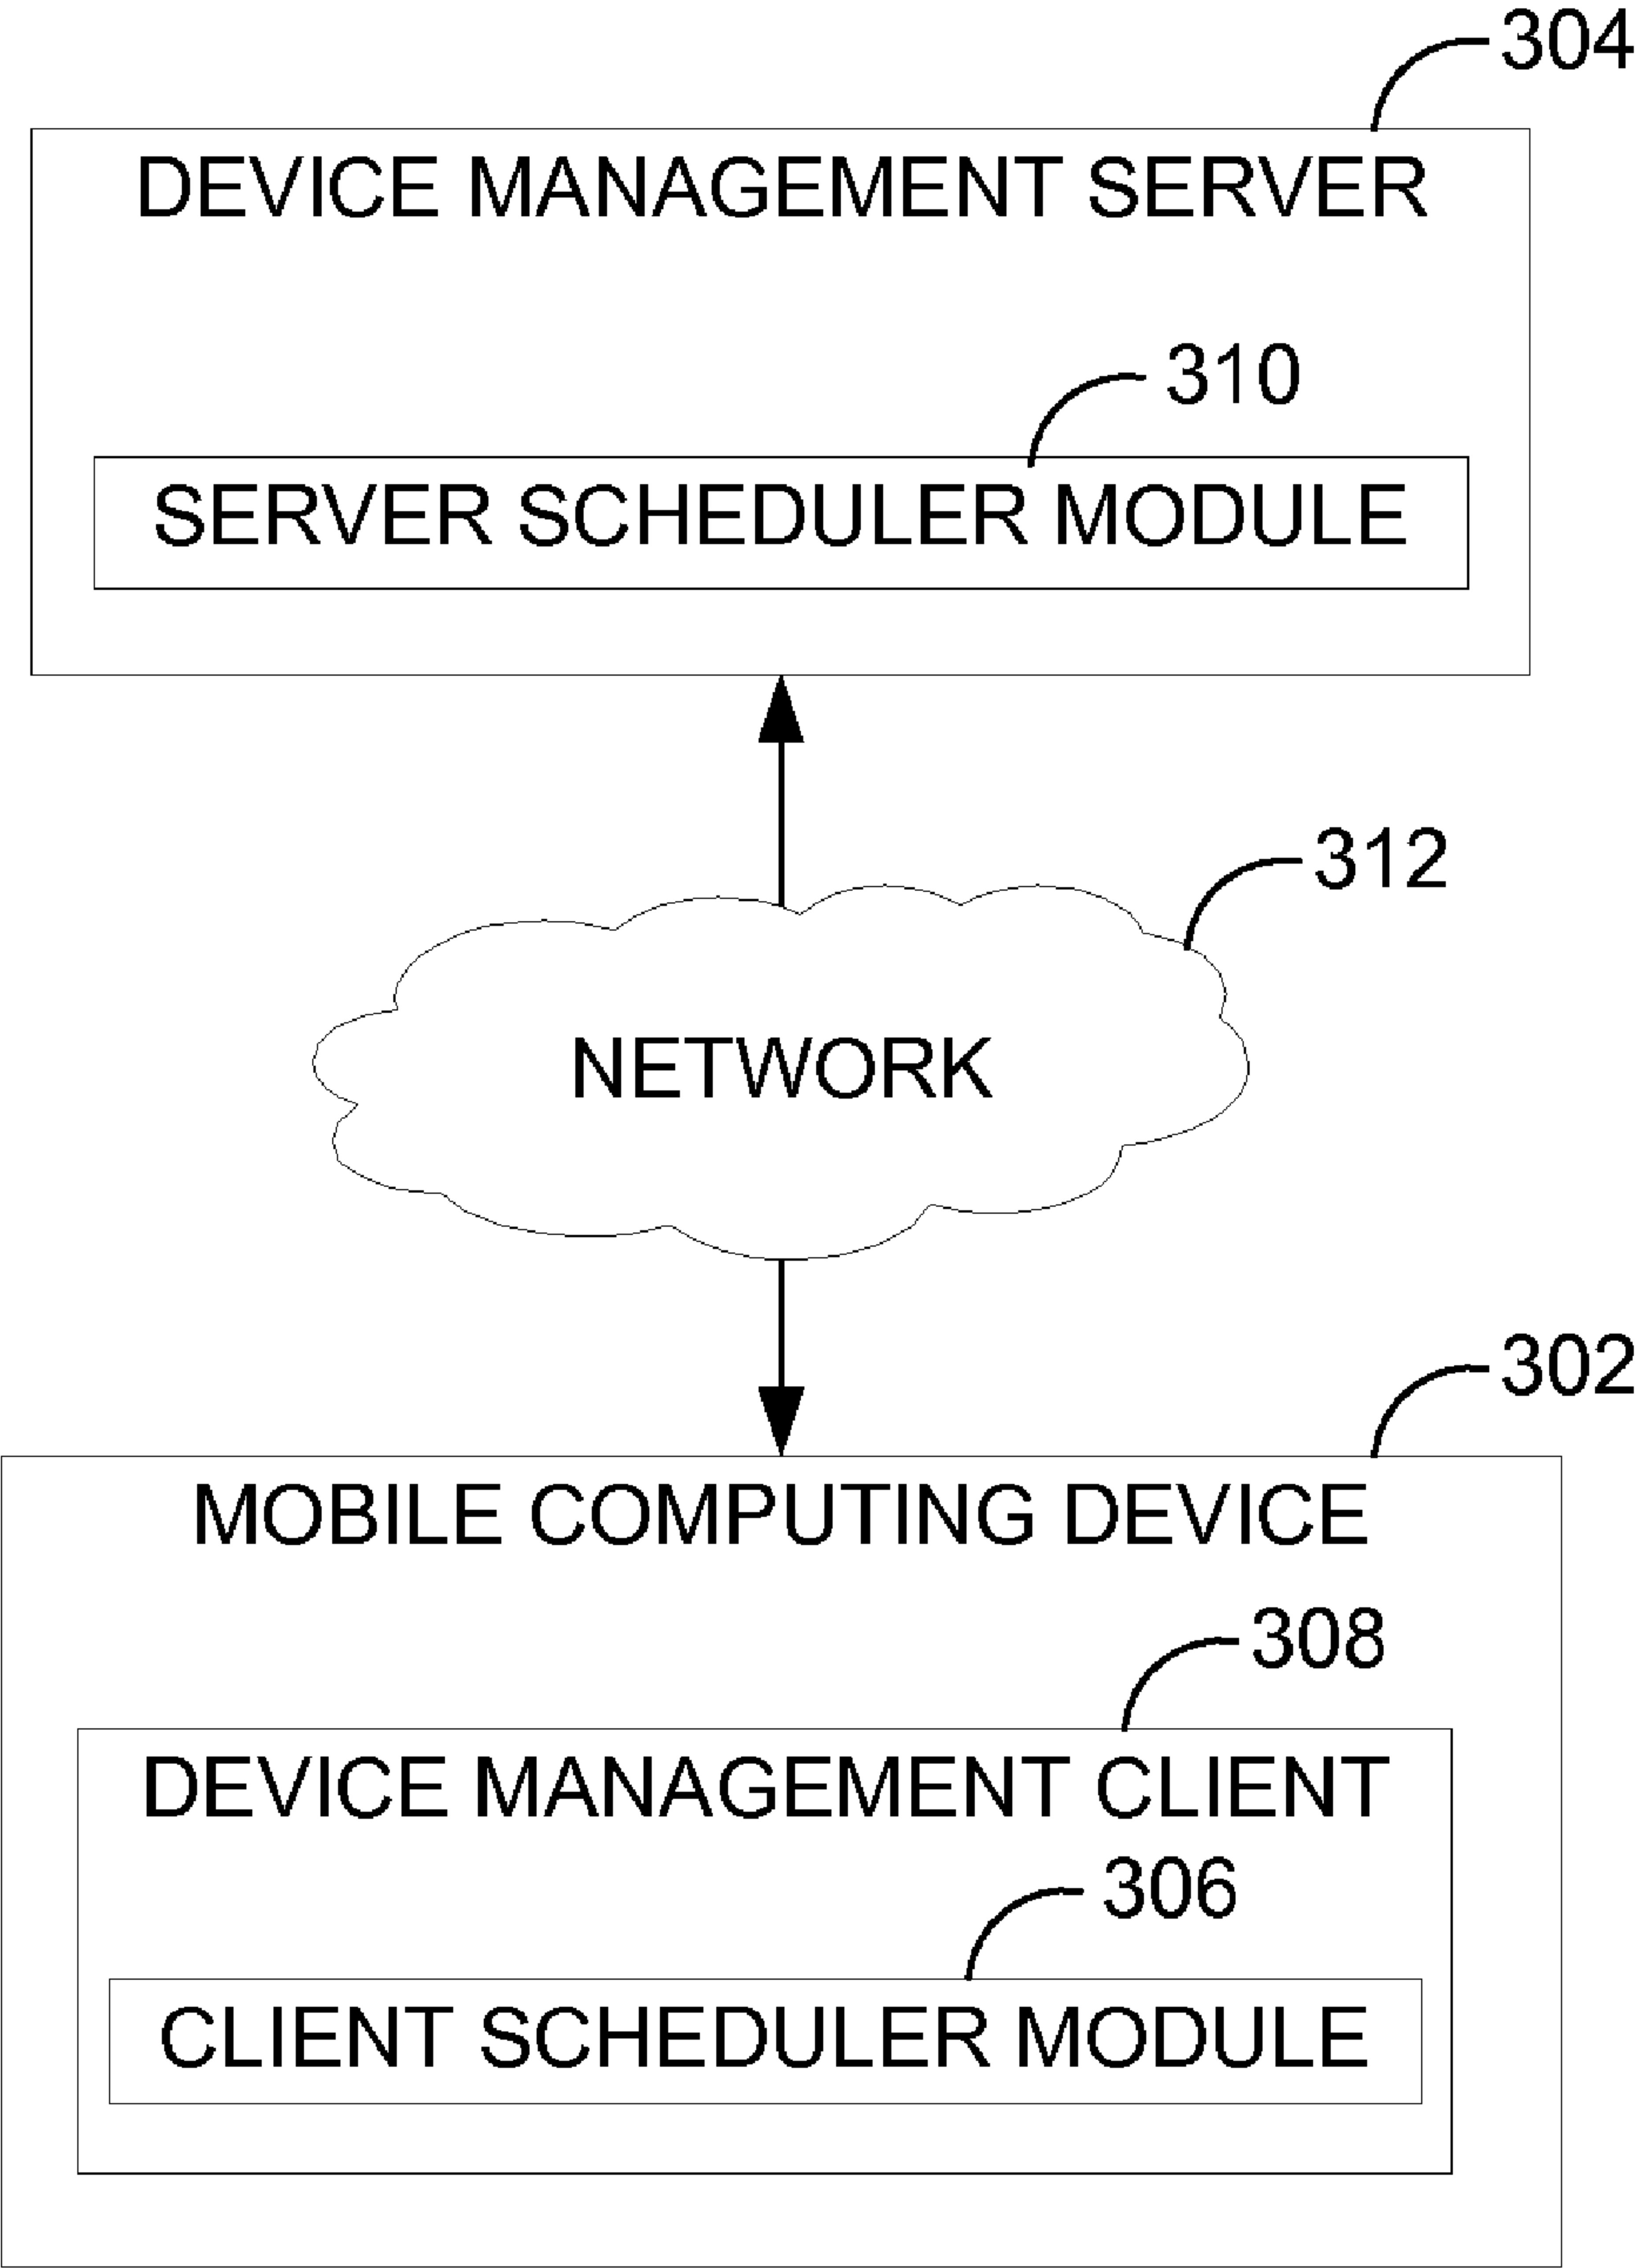 304
DEVICE MANAGEMENT SERVER
310
SERVER SCHEDULER MODULE
312
NETWORK
302
MOBILE COMPUTING DEVICE
308
DEVICE MANAGEMENT CLIENT
306
CLIENT SCHEDULER MODULE